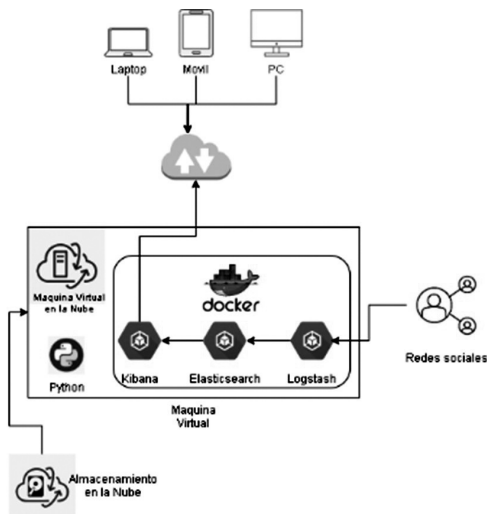 Laptop
Movil
PC
Maquina Virtual
en la Nube
docker
Python
Kibana
Elasticsearch
Logstash
Redes sociales
Maquina
Virtual
Almacenamiento
en la Nube